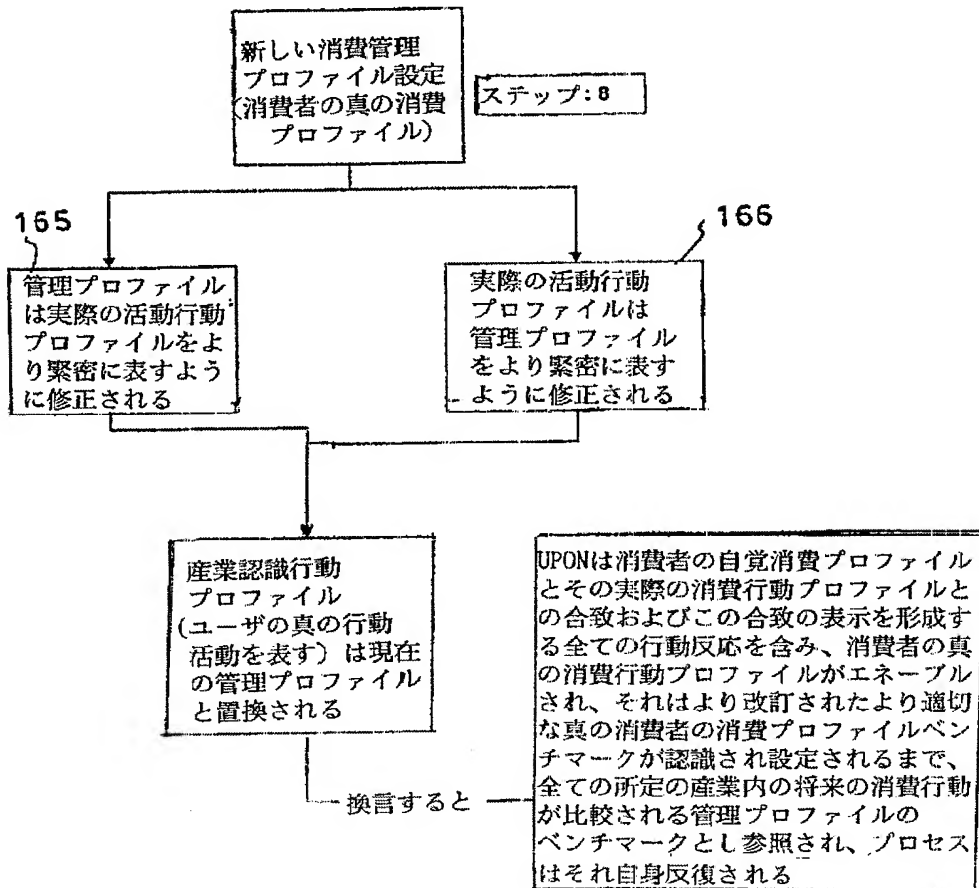 新しい消費管理
プロファイル設定
(消費者の真の消費
プロファイル)
ステップ:8
165
166
管理プロファイル
は実際の活動行動
プロファイルをよ
り緊密に表すよう
に修正される
実際の活動行動
プロファイルは
管理プロファイル
をより緊密に表す
ように修正される
産業認識行動
プロファイル
(ユーザの真の行動
活動を表す)は現在
の管理プロファイル
と置換される
換言すると
UPONは消費者の自覚消費プロファイル
とその実際の消費行動プロファイルと
の合致およびこの合致の表示を形成す
る全ての行動反応を含み、消費者の真
の消費行動プロファイルがエネーブル
され、それはより改訂されたより適切
な真の消費者の消費プロファイルベン
チマークが認識され設定されるまで、
全ての所定の産業内の将来の消費行動
が比較される管理プロファイルの
ベンチマークとし参照され、プロセス
はそれ自身反復される